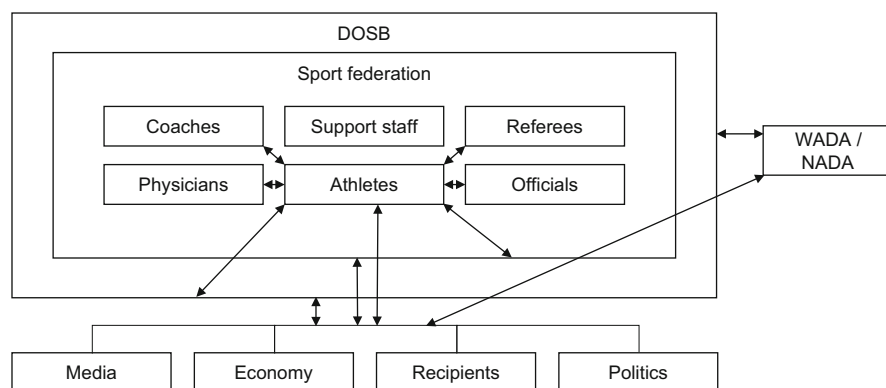 DOSB
Sport federation
Coaches
Support staff
Referees
Physicians
Athletes
Officials
WADA /
NADA
Media
Economy
Recipients
Politics